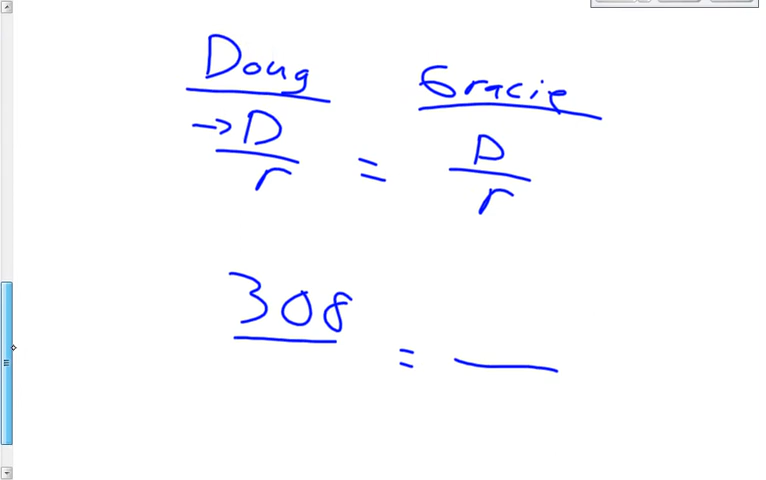 Doug Gracie
→ D/r = D/r
308/ = /